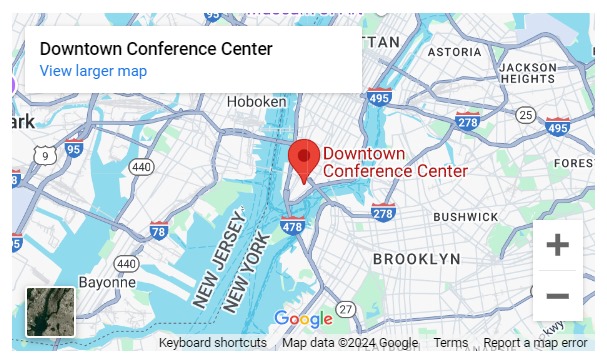 Downtown Conference Center
View larger map
TTAN
ASTORIA
JACKSON
HEIGHTS
Hoboken
495
25
278
495
ark
95
9
440
Downtown
Conference Center
FORES
278
478
BUSHWICK
78
NEW JERSEY
NEW YORK
BROOKLYN
440
Bayonne
27
Google
Keyboard shortcuts
Map data ©2024 Google
Terms
Report a map error